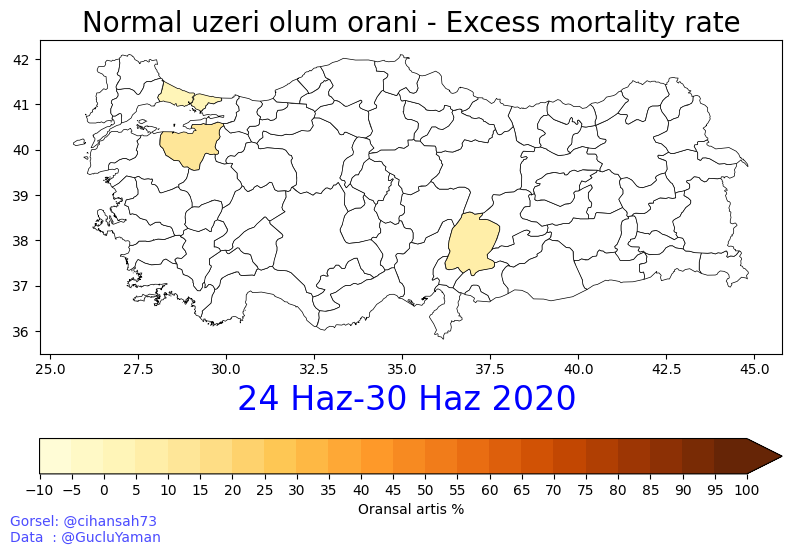 Normal uzeri olum orani - Excess mortality rate
42
41
40
39
38
37
36
25.0 27.5 30.0 32.5 35.0 37.5 40.0 42.5 45.0
24 Haz-30 Haz 2020
−10 −5 0 5 10 15 20 25 30 35 40 45 50 55 60 65 70 75 80 85 90 95 100
Oransal artis %
Gorsel: @cihansah73
Data : @GucluYaman